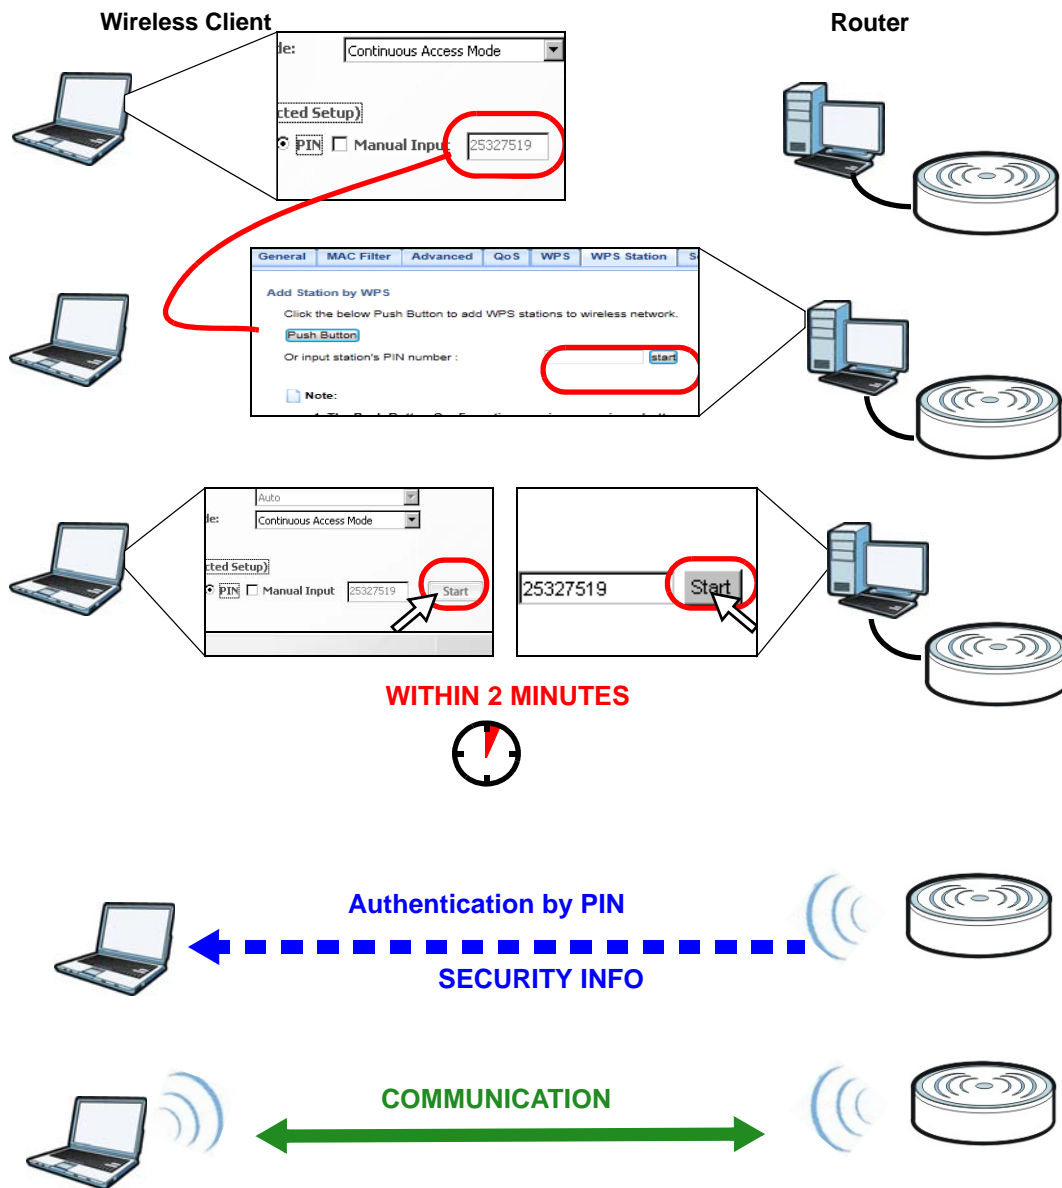 Wireless Client
Router
de:
Continuous Access Mode
cted Setup)
PIN Manual Input 25327519
General MAC Filter Advanced QoS WPS WPS Station
Add Station by WPS
Click the below Push Button to add WPS stations to wireless network.
Push Button
Or input station's PIN number : start
Note:
Auto
de: Continuous Access Mode
cted Setup)
PIN Manual Input 25327519 Start
25327519 Start
WITHIN 2 MINUTES
Authentication by PIN
SECURITY INFO
COMMUNICATION